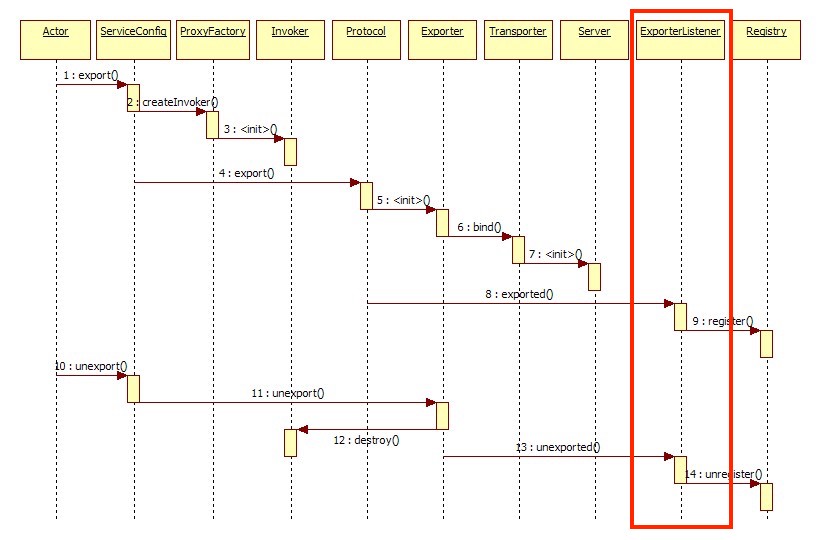 Actor
ServiceConfig
ProxyFactory
Invoker
Protocol
Exporter
Transporter
Server
ExporterListener
Registry
1 : export()
2 : createInvoker()
3 : <init>()
4 : export()
5 : <init>()
6 : bind()
7 : <init>()
8 : exported()
9 : register()
10 : unexport()
11 : unexport()
12 : destroy()
13 : unexported()
14 : unregister()